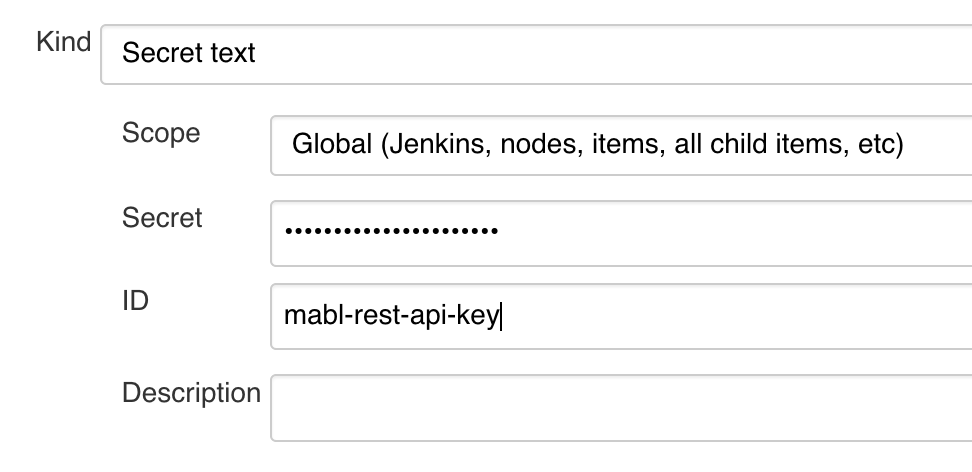 Kind Secret text
Scope Global (Jenkins, nodes, items, all child items, etc)
Secret ••••••••••••••••••••••
ID mabl-rest-api-key
Description